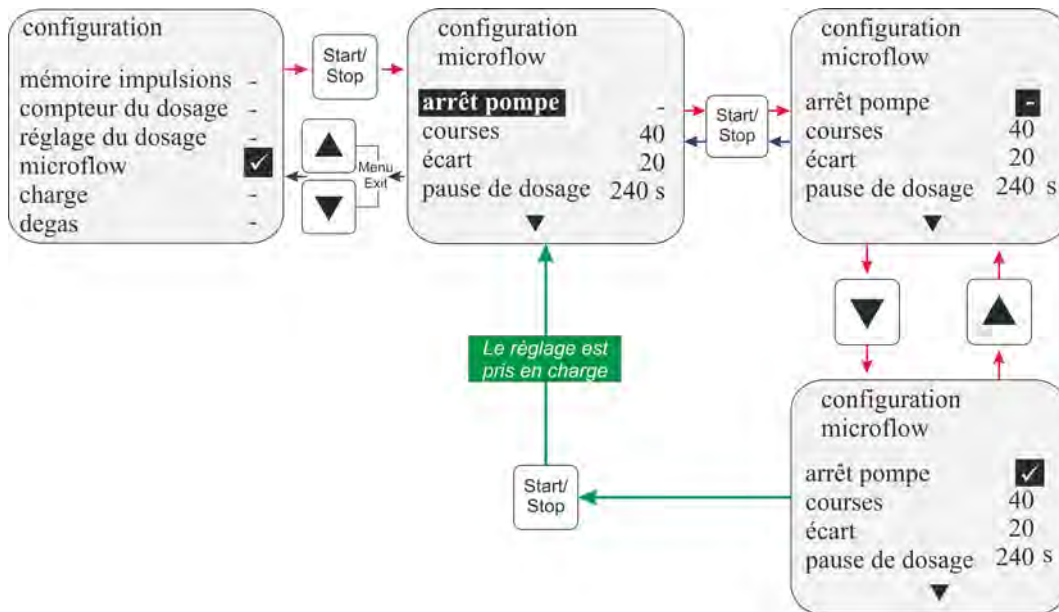 configuration
mémoire impulsions -
compteur du dosage -
réglage du dosage -
microflow ✓
charge -
degas -
Start/
Stop
Menu
Exit
configuration
microflow
arrêt pompe -
courses 40
écart 20
pause de dosage 240 s
Start/
Stop
configuration
microflow
arrêt pompe -
courses 40
écart 20
pause de dosage 240 s
Le réglage est
pris en charge
Start/
Stop
configuration
microflow
arrêt pompe ✓
courses 40
écart 20
pause de dosage 240 s